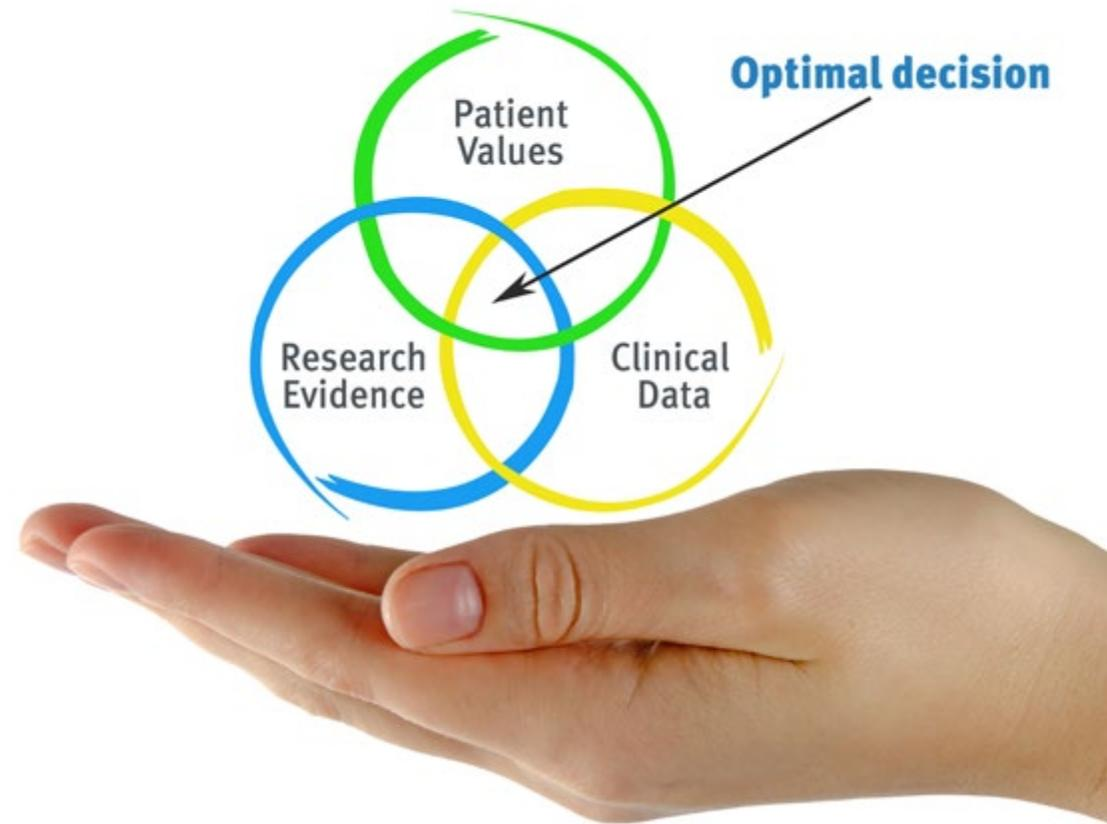 Optimal decision
Patient
Values
Research
Evidence
Clinical
Data